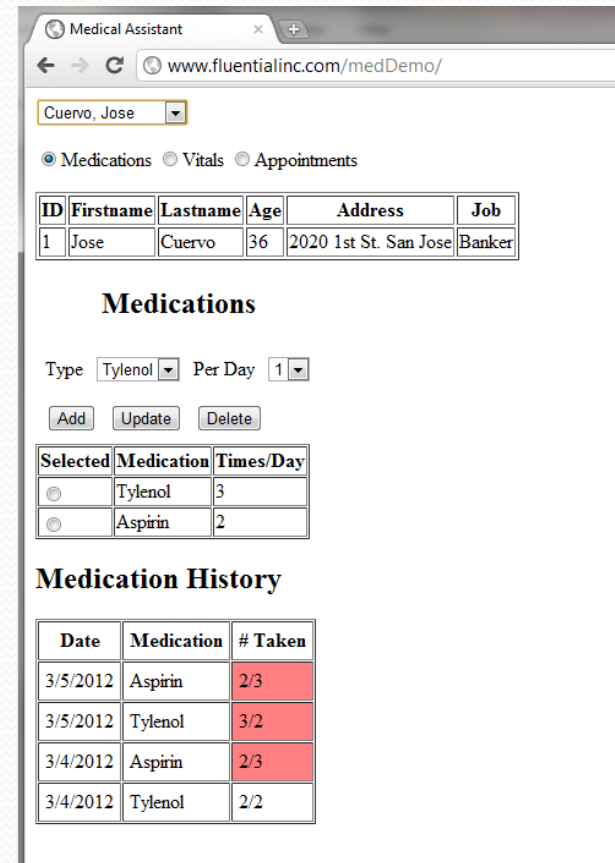 Medical Assistant
www.fluentialinc.com/medDemo/
Cuervo, Jose
Medications Vitals Appointments
ID Firstname Lastname Age Address Job
1 Jose Cuervo 36 2020 1st St. San Jose Banker
Medications
Type Tylenol Per Day 1
Add Update Delete
Selected Medication Times/Day
Tylenol 3
Aspirin 2
Medication History
Date Medication # Taken
3/5/2012 Aspirin 2/3
3/5/2012 Tylenol 3/2
3/4/2012 Aspirin 2/3
3/4/2012 Tylenol 2/2